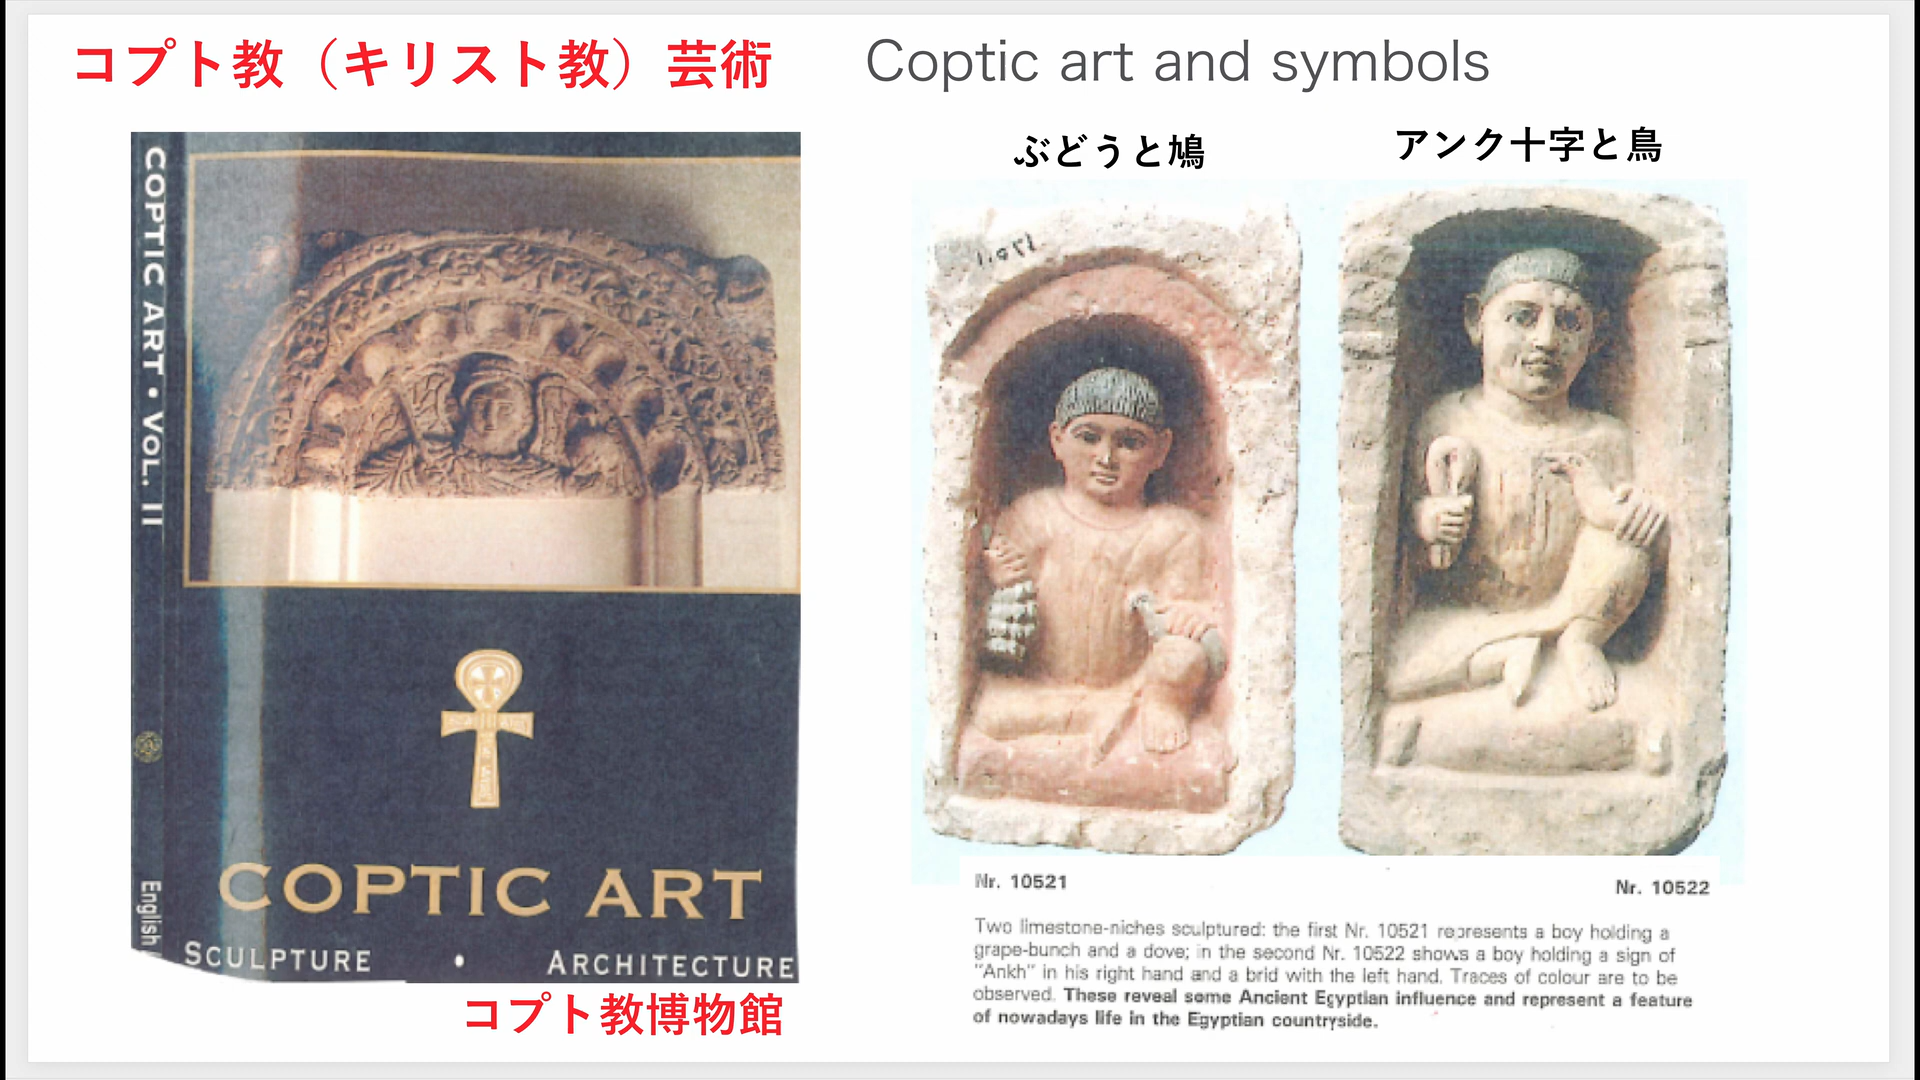 コプト教（キリスト教）芸術
Coptic art and symbols
COPTIC ART • VOL. II
English
COPTIC ART
SCULPTURE • ARCHITECTURE
コプト教博物館
ぶどうと鳩
アンク十字と鳥
Nr. 10521
Nr. 10522
Two limestone-niches sculptured: the first Nr. 10521 represents a boy holding a
grape-bunch and a dove; in the second Nr. 10522 shows a boy holding a sign of
"Ankh" in his right hand and a brid with the left hand. Traces of colour are to be
observed. These reveal some Ancient Egyptian influence and represent a feature
of nowadays life in the Egyptian countryside.